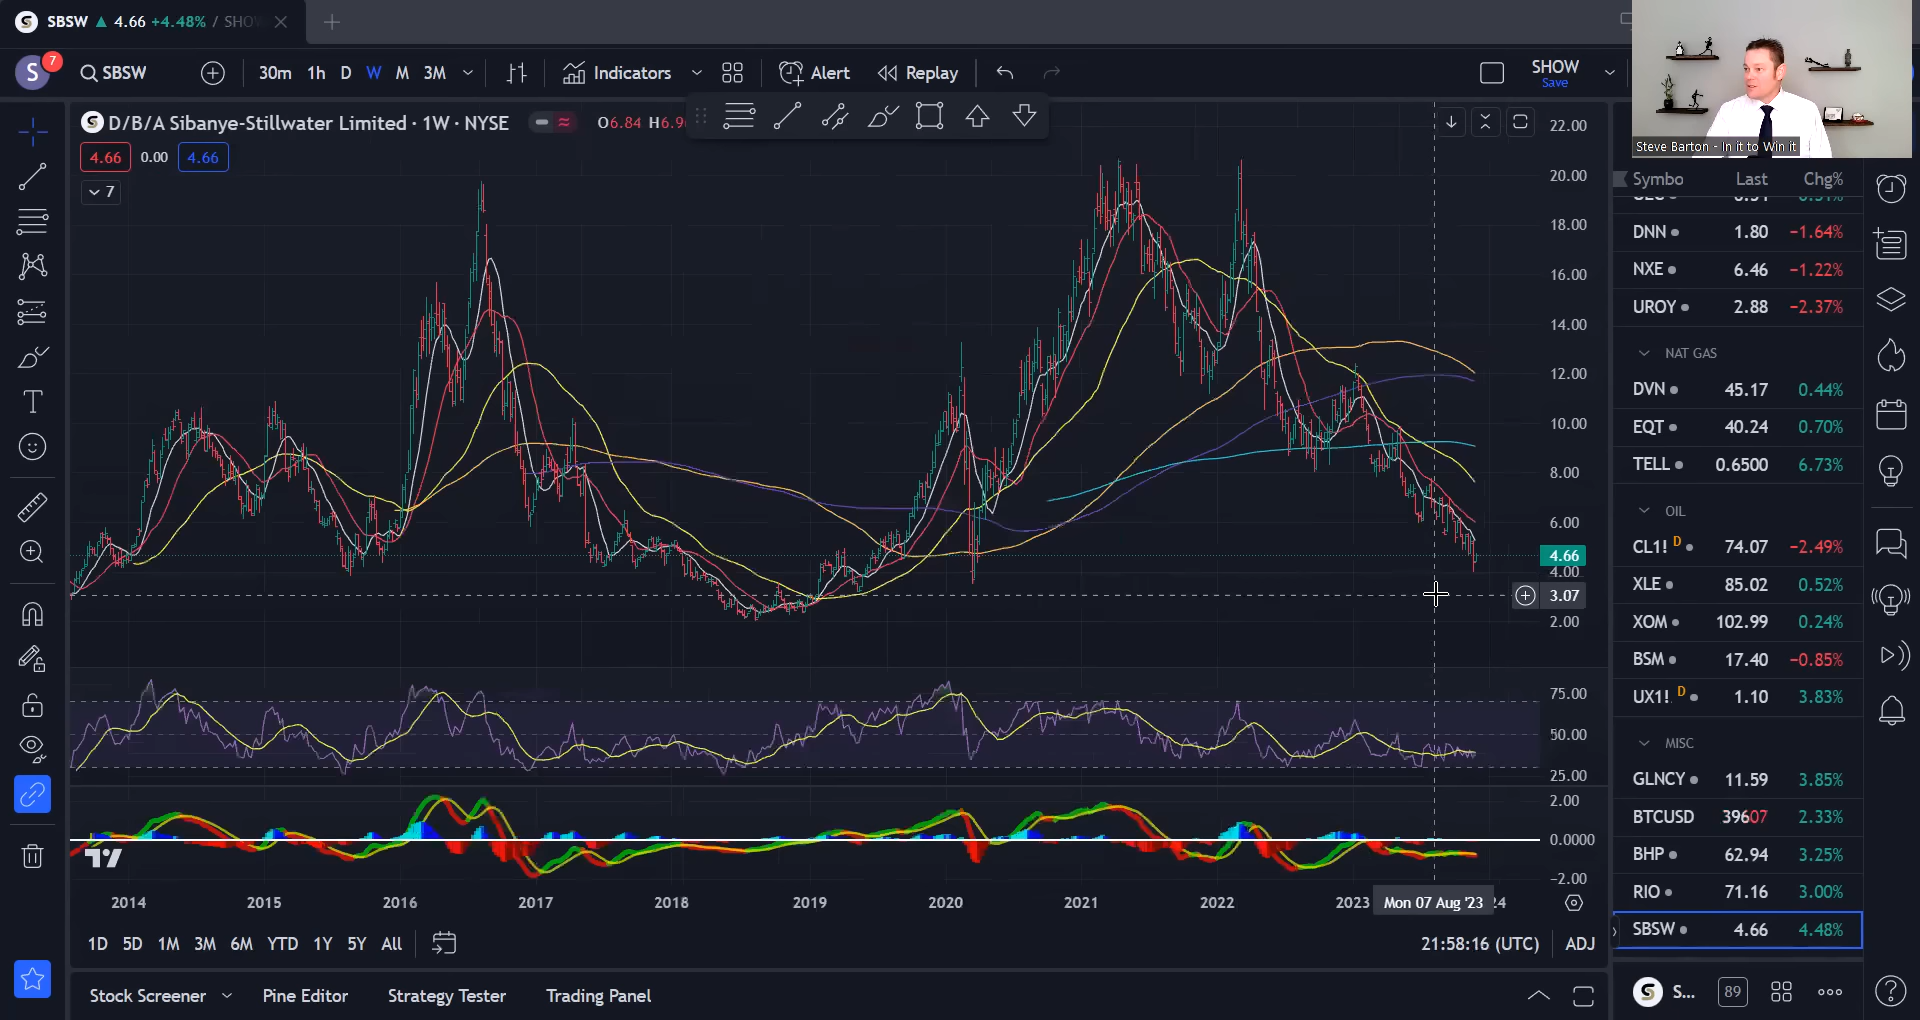 SBSW ▲ 4.66 +4.48% / SHO
S 7 SBSW 30m 1h D W M 3M Indicators Alert Replay SHOW
Save
D/B/A Sibanye-Stillwater Limited · 1W · NYSE O6.84 H6.9
4.66 0.00 4.66
7
22.00
20.00
18.00
16.00
14.00
12.00
10.00
8.00
6.00
4.66
4.00
3.07
2.00
75.00
50.00
25.00
2.00
0.0000
−2.00
2014 2015 2016 2017 2018 2019 2020 2021 2022 2023 Mon 07 Aug '23 24
1D 5D 1M 3M 6M YTD 1Y 5Y All 21:58:16 (UTC) ADJ
Stock Screener Pine Editor Strategy Tester Trading Panel
Steve Barton - In it to Win it
Symbo Last Chg%
DNN 1.80 −1.64%
NXE 6.46 −1.22%
UROY 2.88 −2.37%
NAT GAS
DVN 45.17 0.44%
EQT 40.24 0.70%
TELL 0.6500 6.73%
OIL
CL1! D 74.07 −2.49%
XLE 85.02 0.52%
XOM 102.99 0.24%
BSM 17.40 −0.85%
UX1! D 1.10 3.83%
MISC
GLNCY 11.59 3.85%
BTCUSD 39607 2.33%
BHP 62.94 3.25%
RIO 71.16 3.00%
SBSW 4.66 4.48%
S... 89